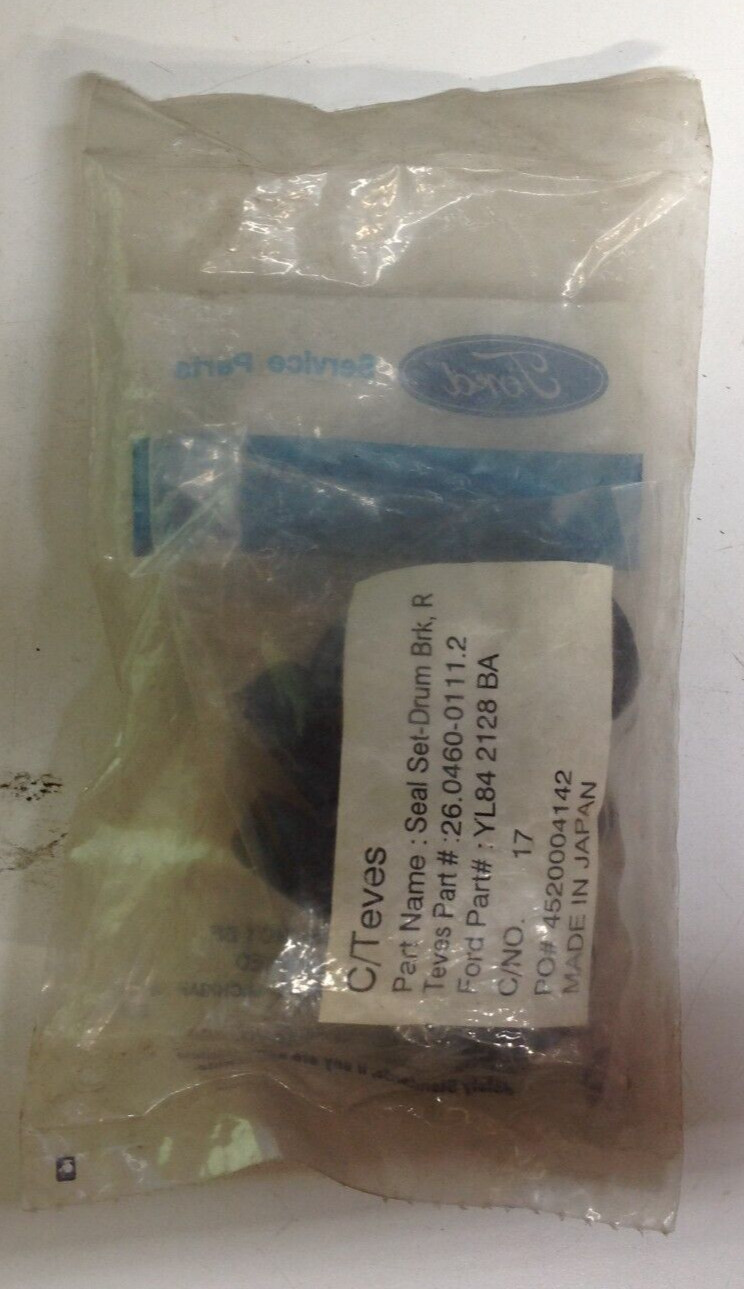 Ford
Service Parts
C/Teves
Part Name : Seal Set-Drum Brk, R
Teves Part # :26.0460-0111.2
Ford Part# : YL84 2128 BA
C/NO. 17
PO# 4520004142
MADE IN JAPAN